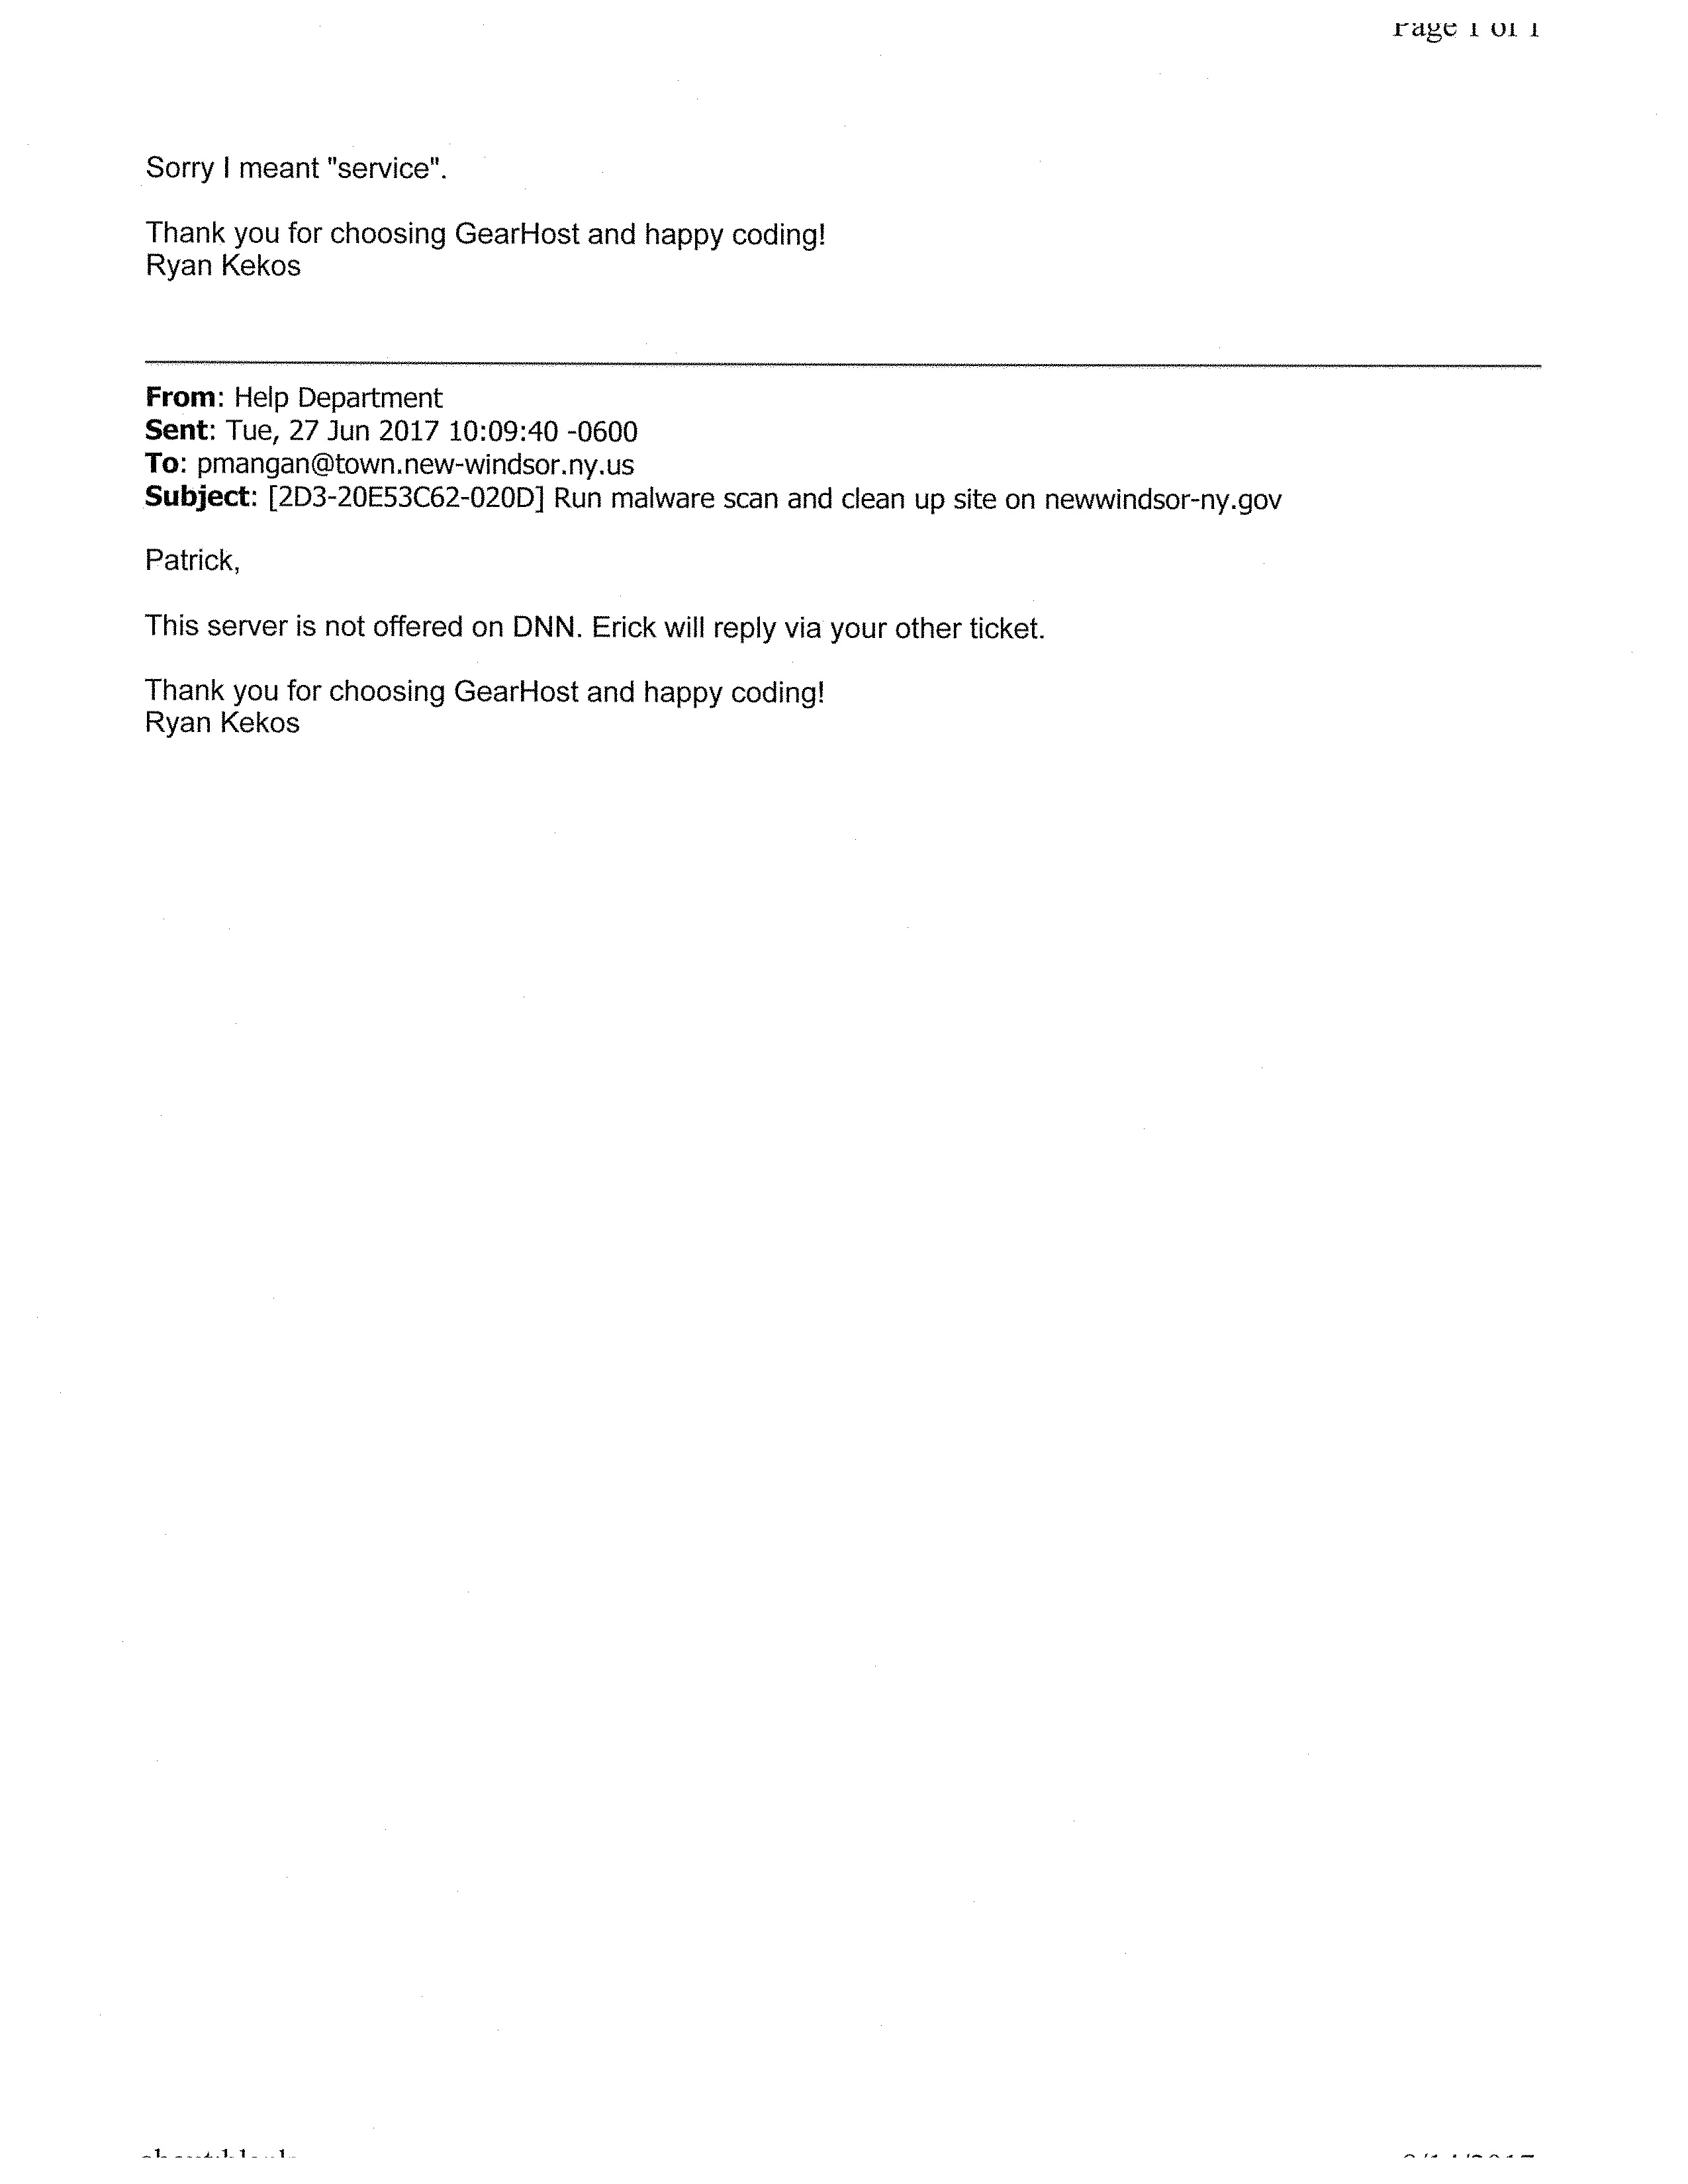 Page 1 of 1
Sorry I meant "service".
Thank you for choosing GearHost and happy coding!
Ryan Kekos
From: Help Department
Sent: Tue, 27 Jun 2017 10:09:40 -0600
To: pmangan@town.new-windsor.ny.us
Subject: [2D3-20E53C62-020D] Run malware scan and clean up site on newwindsor-ny.gov
Patrick,
This server is not offered on DNN. Erick will reply via your other ticket.
Thank you for choosing GearHost and happy coding!
Ryan Kekos